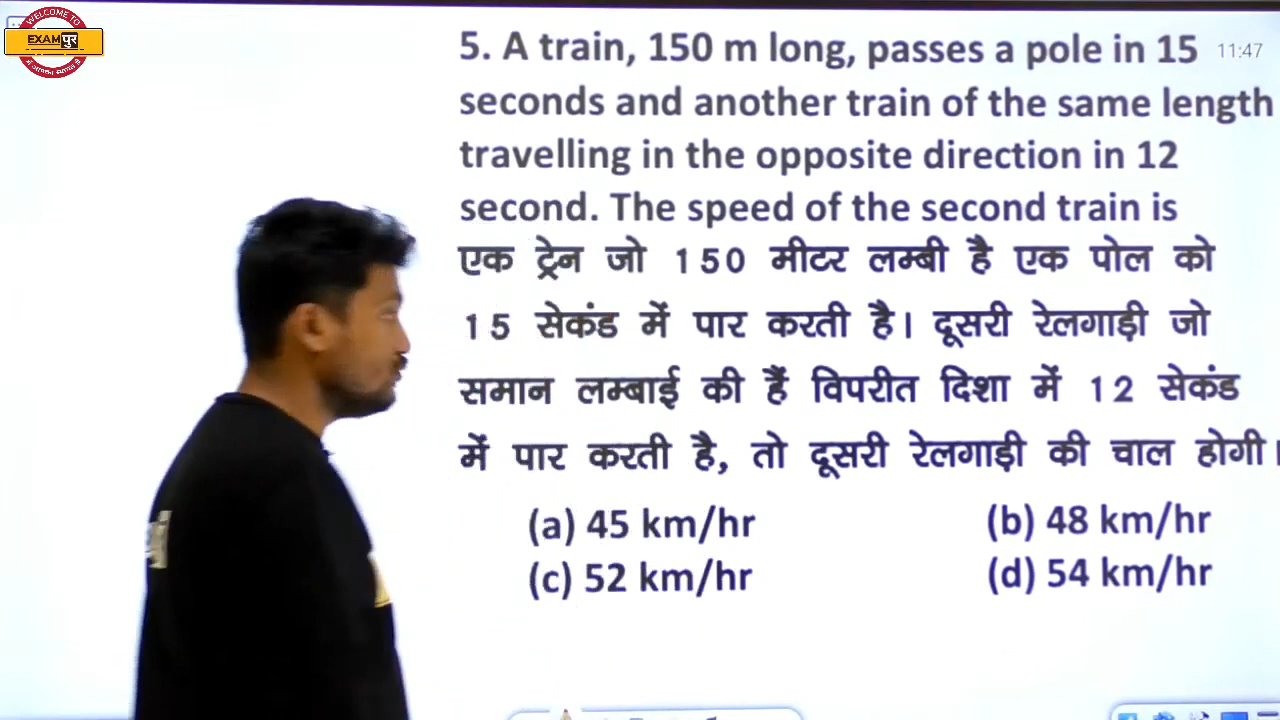 WELCOME TO
EXAMपुर
5. A train, 150 m long, passes a pole in 15
11:47
seconds and another train of the same length
travelling in the opposite direction in 12
second. The speed of the second train is
एक ट्रेन जो 150 मीटर लम्बी है एक पोल को
15 सेकंड में पार करती है। दूसरी रेलगाड़ी जो
समान लम्बाई की हैं विपरीत दिशा में 12 सेकंड
में पार करती है, तो दूसरी रेलगाड़ी की चाल होगी।
(a) 45 km/hr (b) 48 km/hr
(c) 52 km/hr (d) 54 km/hr